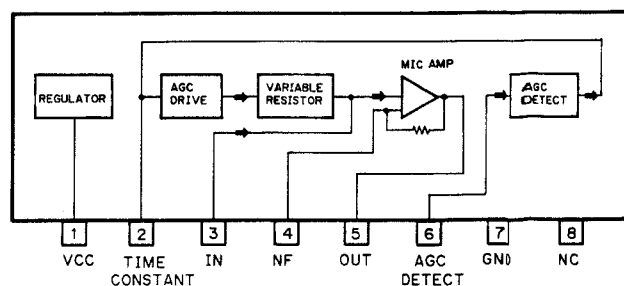 MIC AMP
REGULATOR
AGC
DRIVE
VARIABLE
RESISTOR
AGC
DETECT
1 2 3 4 5 6 7 8
VCC TIME IN NF OUT AGC GND NC
CONSTANT DETECT